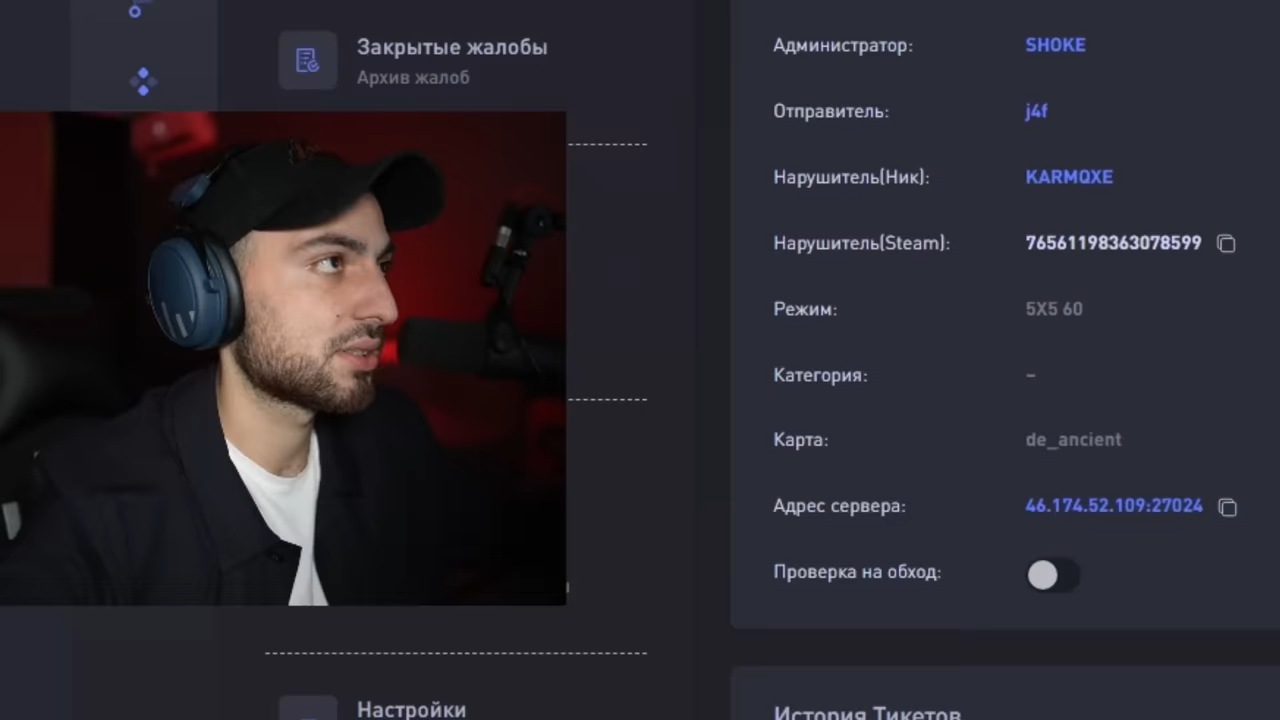 Закрытые жалобы
Архив жалоб
Настройки
Администратор: SHOKE
Отправитель: j4f
Нарушитель(Ник): KARMQXE
Нарушитель(Steam): 76561198363078599
Режим: 5X5 60
Категория: –
Карта: de_ancient
Адрес сервера: 46.174.52.109:27024
Проверка на обход:
История Тикетов